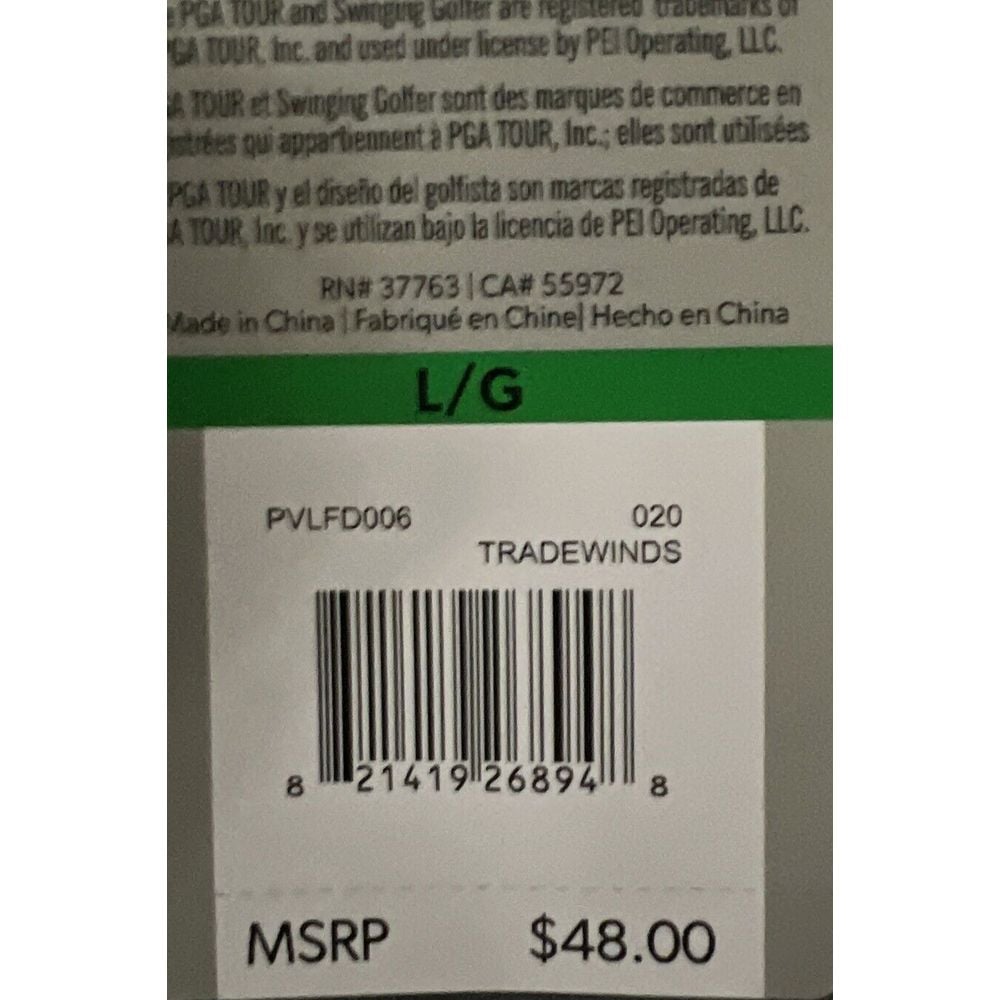 PGA TOUR and Swinging Golfer are registered trademarks of
TOUR, Inc. and used under license by PEI Operating, LLC.
TOUR et Swinging Golfer sont des marques de commerce en
qui appartiennent à PGA TOUR, Inc.; elles sont utilisées
PGA TOUR y el diseño del golfista son marcas registradas de
TOUR, Inc. y se utilizan bajo la licencia de PEI Operating, LLC.
RN# 37763 | CA# 55972
Made in China | Fabriqué en Chine| Hecho en China
L/G
PVLFD006 020
TRADEWINDS
8 21419 26894 8
MSRP $48.00